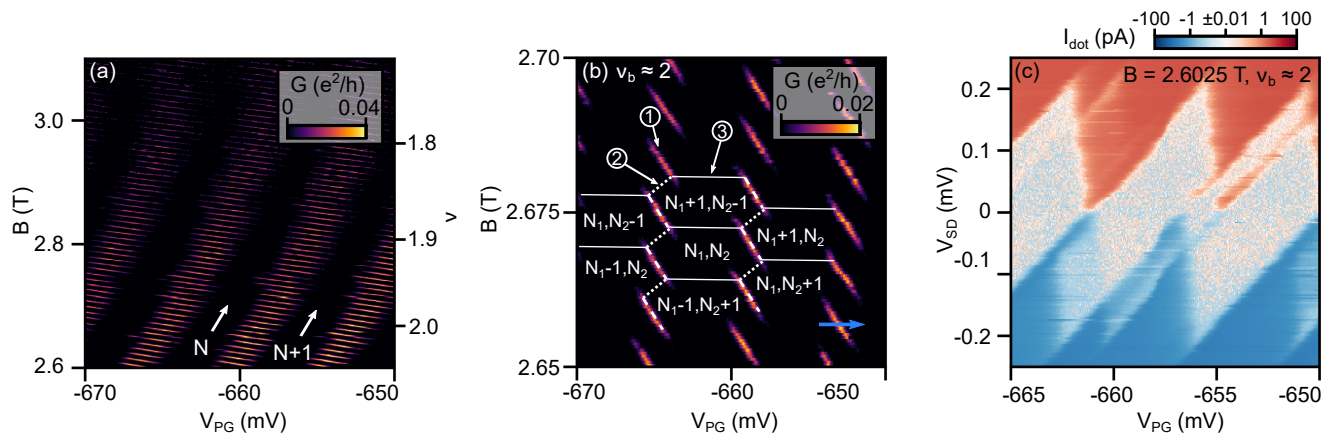 (a)
G (e²/h)
0 0.04
3.0
2.8
2.6
B (T)
1.8
1.9
2.0
ν
N
N+1
-670 -660 -650
V_PG (mV)
(b) ν_b ≈ 2
G (e²/h)
0 0.02
2.70
2.675
2.65
B (T)
1
2
3
N₁+1,N₂-1
N₁,N₂-1
N₁+1,N₂
N₁,N₂
N₁-1,N₂
N₁,N₂+1
N₁-1,N₂+1
-670 -660 -650
V_PG (mV)
-100 -1 ±0.01 1 100
I_dot (pA)
(c) B = 2.6025 T, ν_b ≈ 2
0.2
0.1
0
-0.1
-0.2
V_SD (mV)
-665 -660 -655 -650
V_PG (mV)